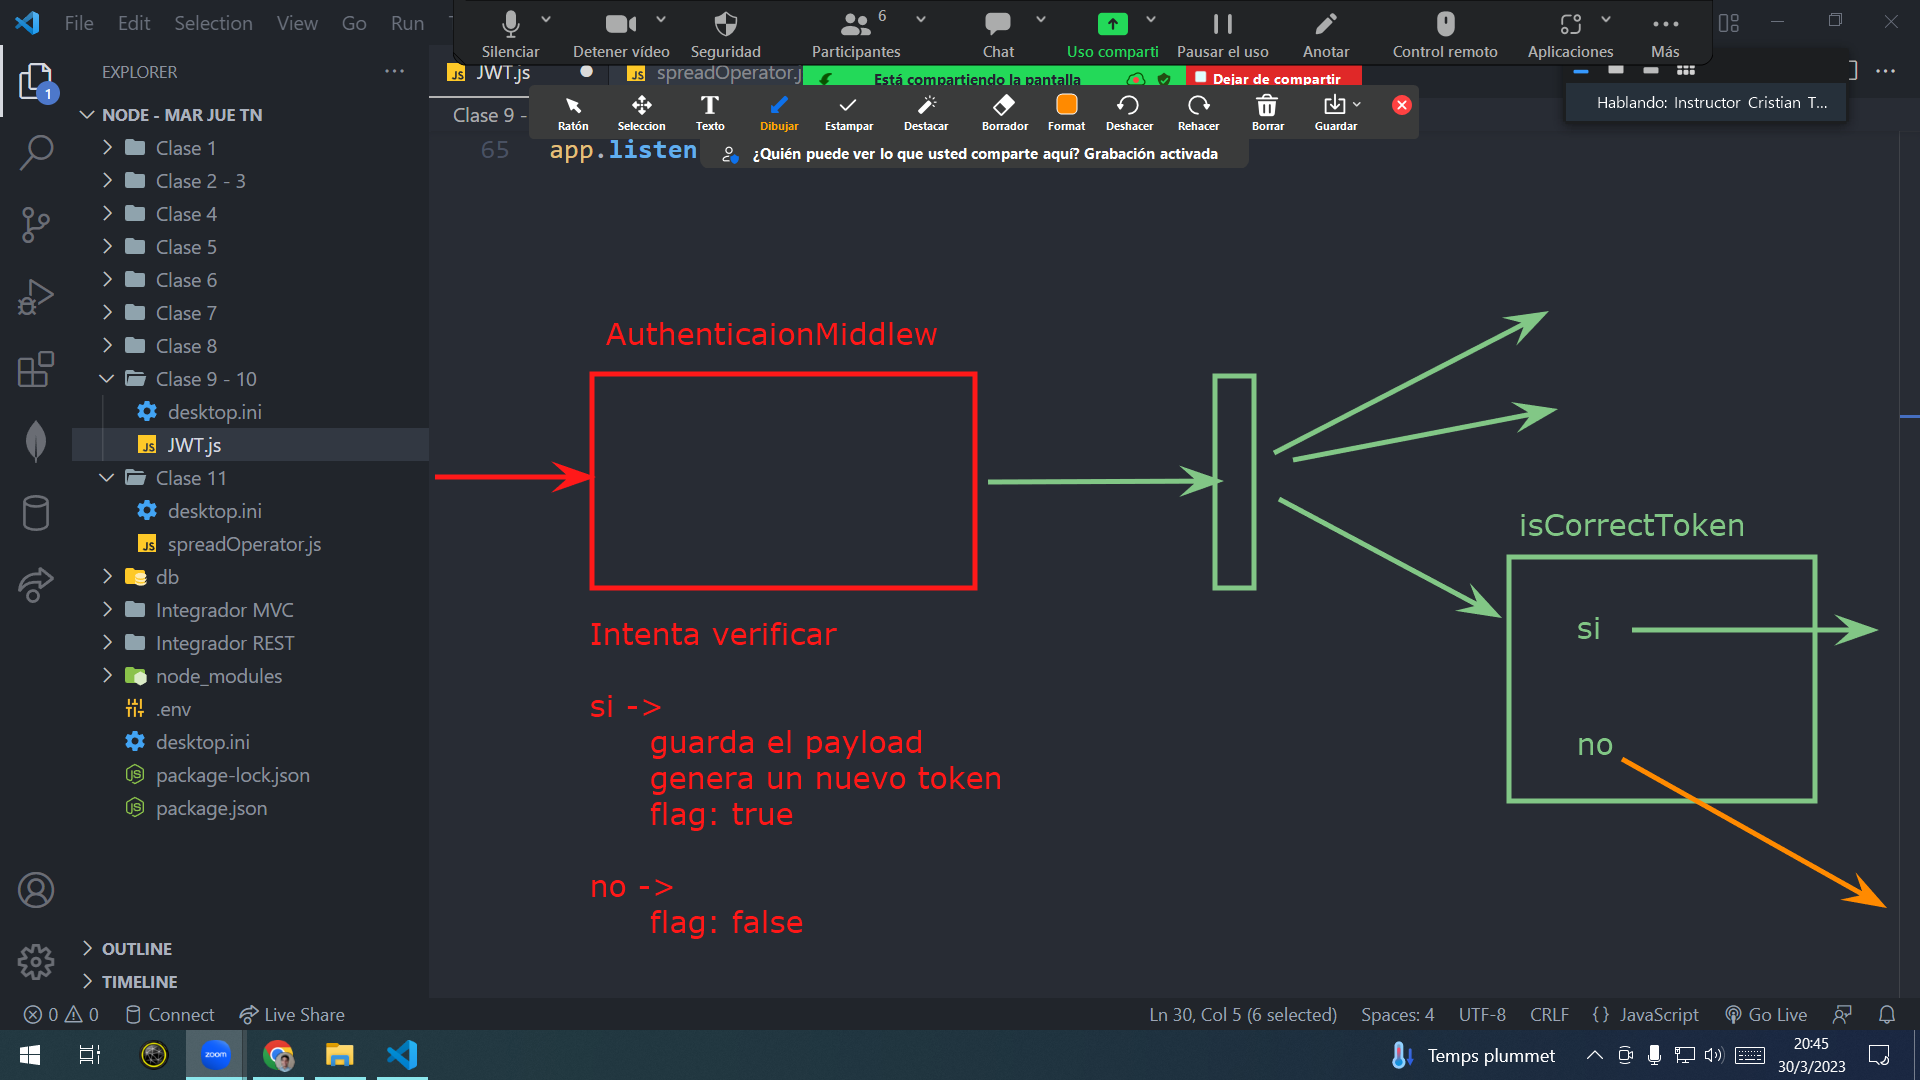 File Edit Selection View Go Run
Silenciar
Detener vídeo
Seguridad
Participantes
6
Chat
Uso comparti
Pausar el uso
Anotar
Control remoto
Aplicaciones
Más
EXPLORER
JWT.js
spreadOperator.j
Está compartiendo la pantalla
Dejar de compartir
Hablando: Instructor Cristian T...
Clase 9 -
Ratón
Seleccion
Texto
Dibujar
Estampar
Destacar
Borrador
Format
Deshacer
Rehacer
Borrar
Guardar
65 app.listen
¿Quién puede ver lo que usted comparte aquí? Grabación activada
1
NODE - MAR JUE TN
Clase 1
Clase 2 - 3
Clase 4
Clase 5
Clase 6
Clase 7
Clase 8
Clase 9 - 10
desktop.ini
JWT.js
Clase 11
desktop.ini
spreadOperator.js
db
Integrador MVC
Integrador REST
node_modules
.env
desktop.ini
package-lock.json
package.json
OUTLINE
TIMELINE
AuthenticaionMiddlew
Intenta verificar
si ->
guarda el payload
genera un nuevo token
flag: true
no ->
flag: false
isCorrectToken
si
no
0 0 Connect Live Share
Ln 30, Col 5 (6 selected) Spaces: 4 UTF-8 CRLF {} JavaScript Go Live
zoom
Temps plummet
20:45
30/3/2023